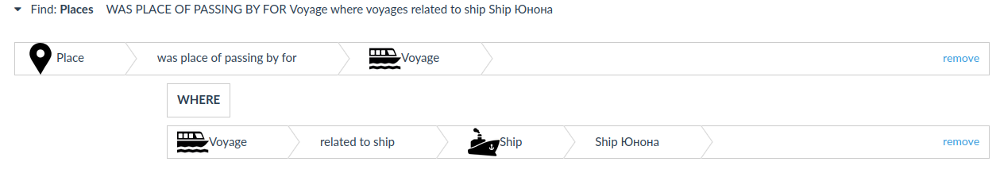 Find: Places WAS PLACE OF PASSING BY FOR Voyage where voyages related to ship Ship Юнона
Place was place of passing by for Voyage remove
WHERE
Voyage related to ship Ship Ship Юнона remove